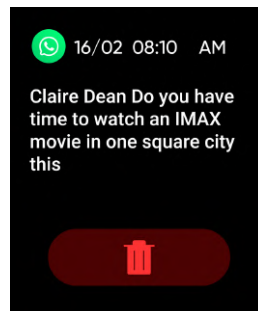 16/02 08:10 AM
Claire Dean Do you have
time to watch an IMAX
movie in one square city
this